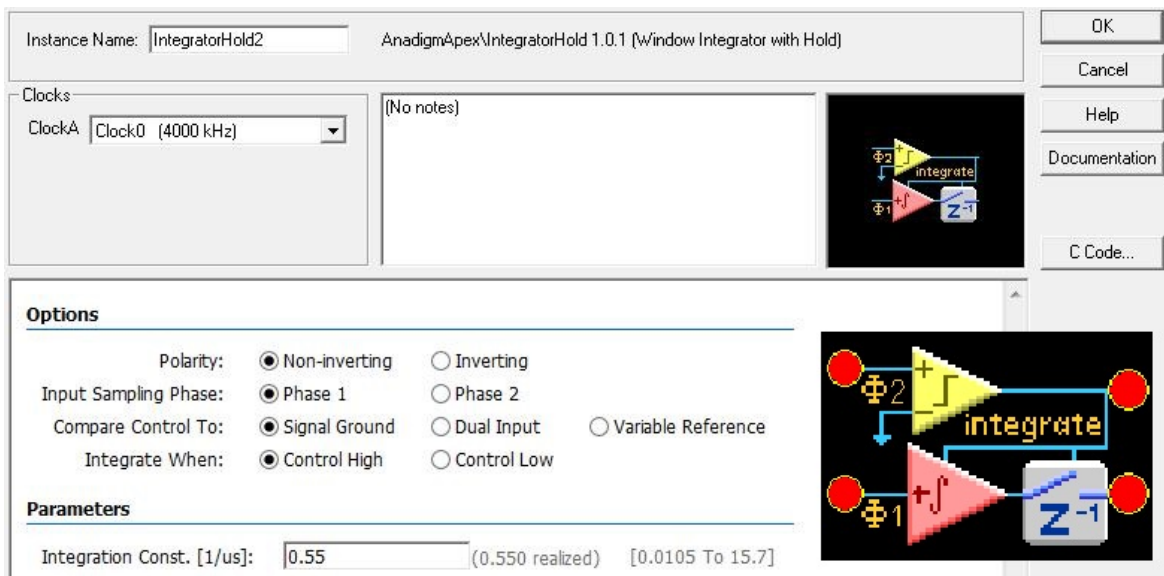 Instance Name: IntegratorHold2 AnadigmApex\IntegratorHold 1.0.1 (Window Integrator with Hold)
OK
Cancel
Help
Documentation
C Code...
Clocks
ClockA Clock0 (4000 kHz)
(No notes)
Φ2 + -
integrate
Φ1 +∫ Z-1
Options
Polarity: Non-inverting Inverting
Input Sampling Phase: Phase 1 Phase 2
Compare Control To: Signal Ground Dual Input Variable Reference
Integrate When: Control High Control Low
Φ2 + -
integrate
Φ1 +∫ Z-1
Parameters
Integration Const. [1/us]: 0.55 (0.550 realized) [0.0105 To 15.7]